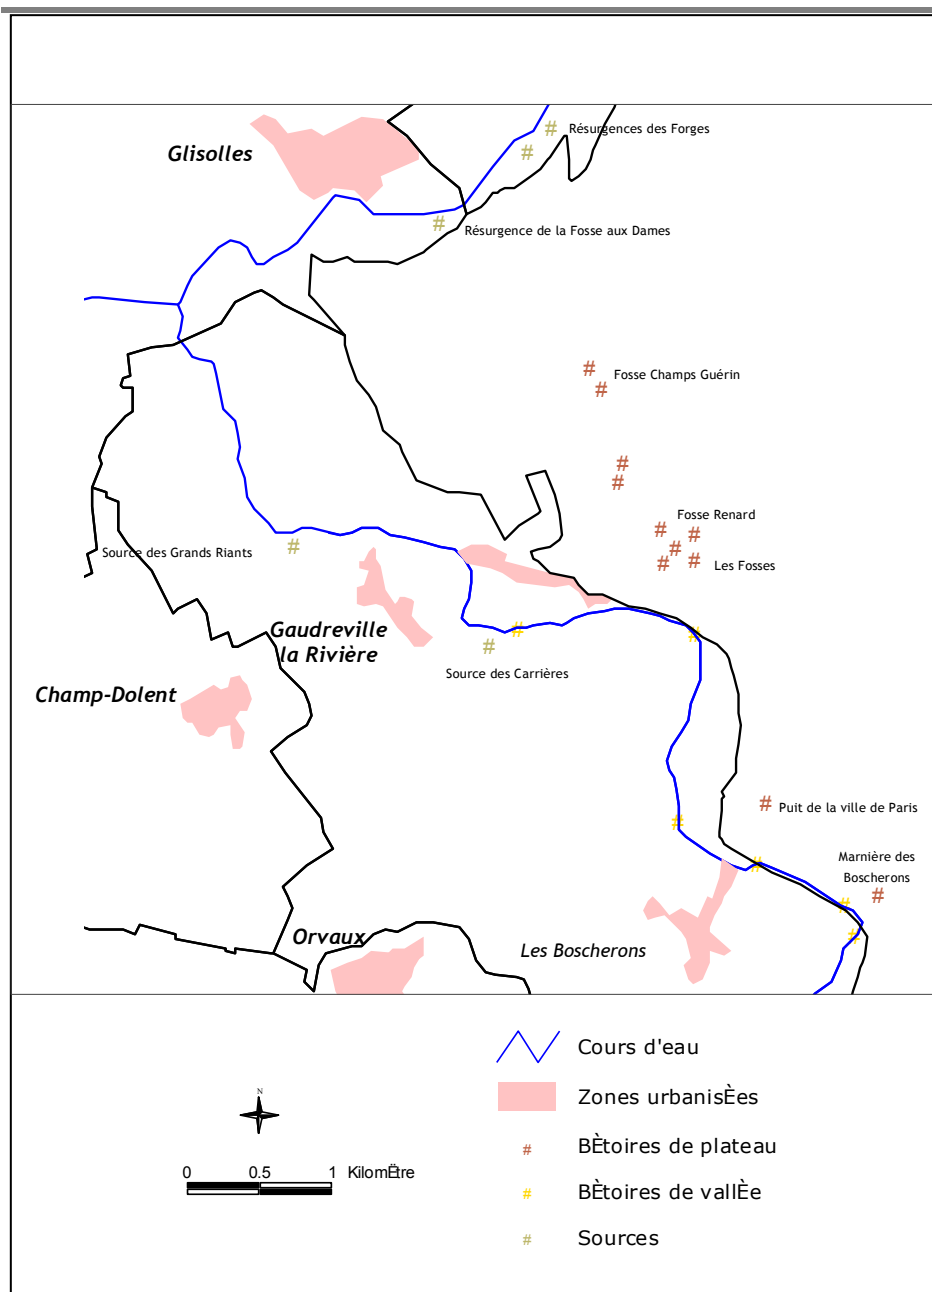 Résurgences des Forges
Glisolles
Résurgence de la Fosse aux Dames
Fosse Champs Guérin
Fosse Renard
Source des Grands Riants
Les Fosses
Gaudreville
la Rivière
Source des Carrières
Champ-Dolent
Puit de la ville de Paris
Marnière des
Boscherons
Orvaux
Les Boscherons
Cours d'eau
N
Zones urbanisÈes
BÈtoires de plateau
0 0.5 1 KilomËtre
BÈtoires de vallÈe
Sources